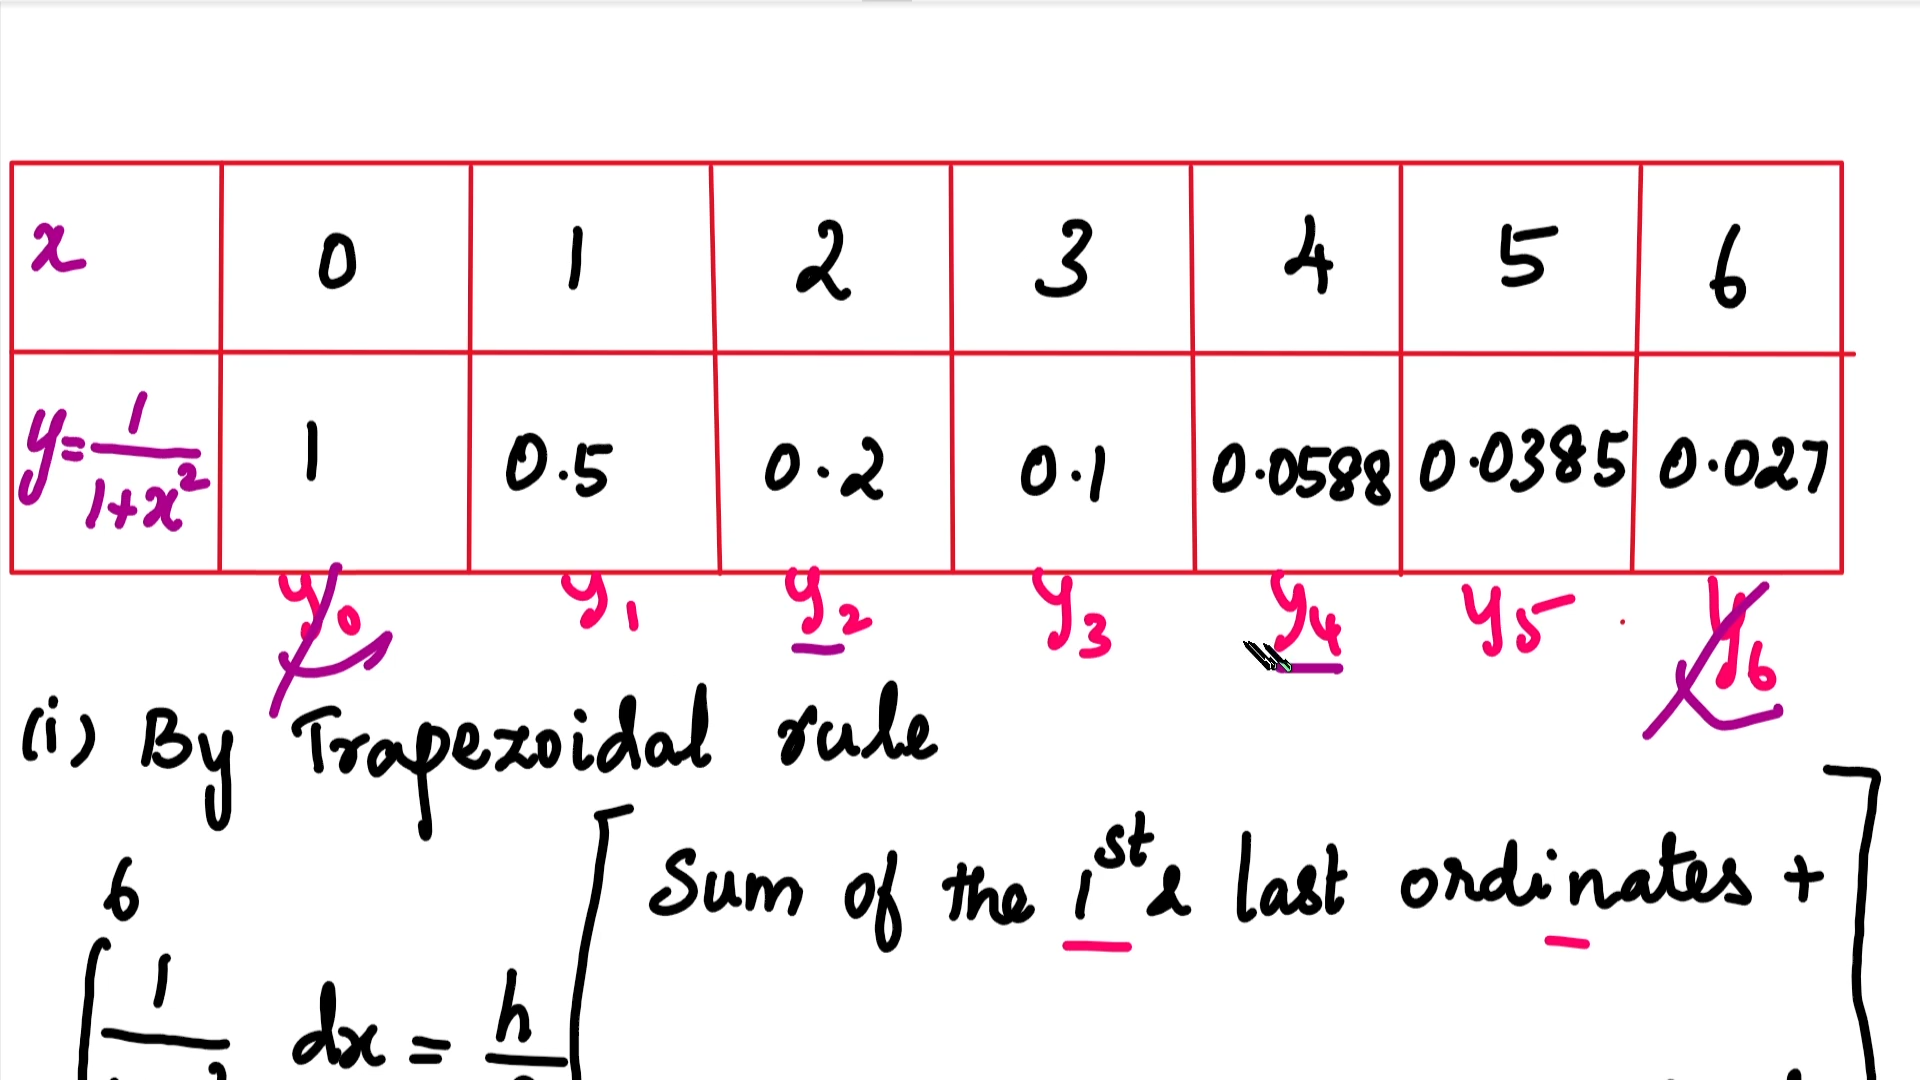 x 0 1 2 3 4 5 6
y=1/1+x² 1 0.5 0.2 0.1 0.0588 0.0385 0.027
y₀ y₁ y₂ y₃ y₄ y₅ y₆
(i) By Trapezoidal rule
[Sum of the 1st & last ordinates + ]
6
∫ 1 dx = h